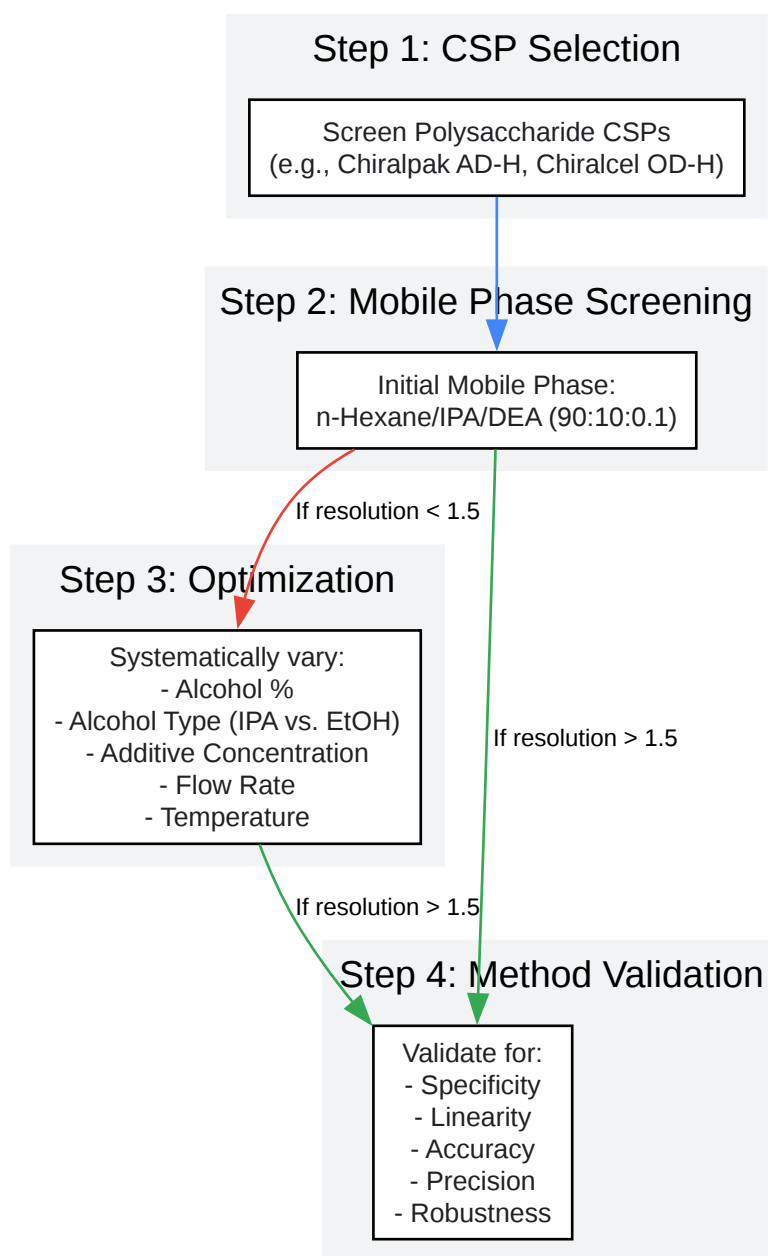 Step 1: CSP Selection
Screen Polysaccharide CSPs
(e.g., Chiralpak AD-H, Chiralcel OD-H)
Step 2: Mobile Phase Screening
Initial Mobile Phase:
n-Hexane/IPA/DEA (90:10:0.1)
If resolution < 1.5
Step 3: Optimization
Systematically vary:
- Alcohol %
- Alcohol Type (IPA vs. EtOH)
- Additive Concentration
- Flow Rate
- Temperature
If resolution > 1.5
If resolution > 1.5
Step 4: Method Validation
Validate for:
- Specificity
- Linearity
- Accuracy
- Precision
- Robustness